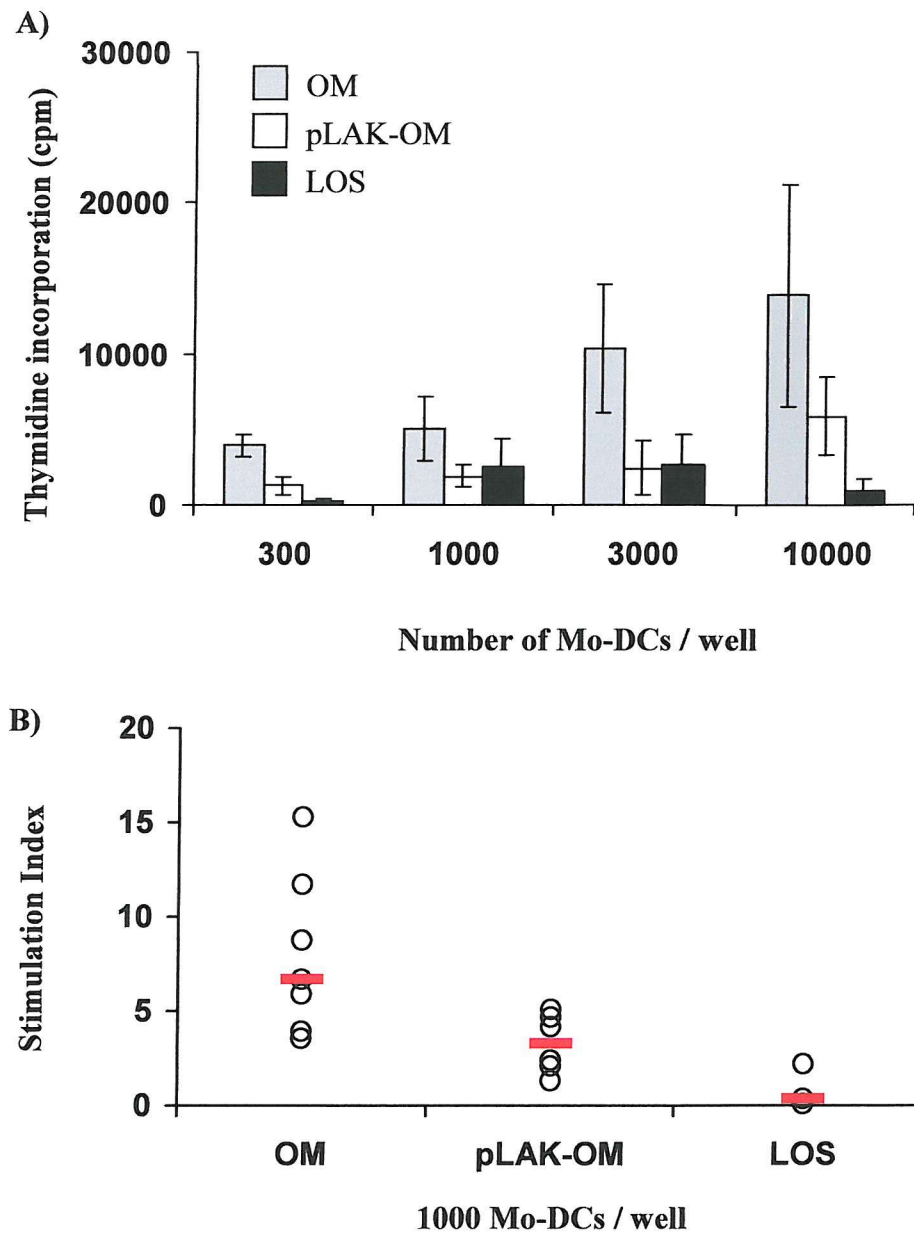 A)
30000
20000
10000
0
Thymidine incorporation (cpm)
OM
pLAK-OM
LOS
300 1000 3000 10000
Number of Mo-DCs / well
B)
20
15
10
5
0
Stimulation Index
OM pLAK-OM LOS
1000 Mo-DCs / well